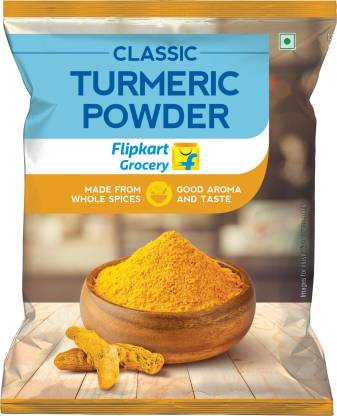 CLASSIC
TURMERIC
POWDER
Flipkart
Grocery
MADE FROM
WHOLE SPICES
GOOD AROMA
AND TASTE